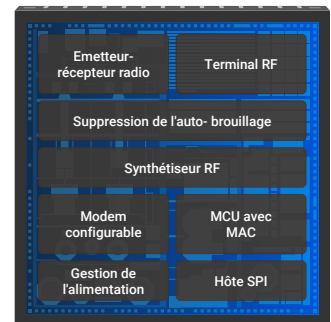 Emetteur-
récepteur radio
Terminal RF
Suppression de l'auto- brouillage
Synthétiseur RF
Modem
configurable
MCU avec
MAC
Gestion de
l'alimentation
Hôte SPI